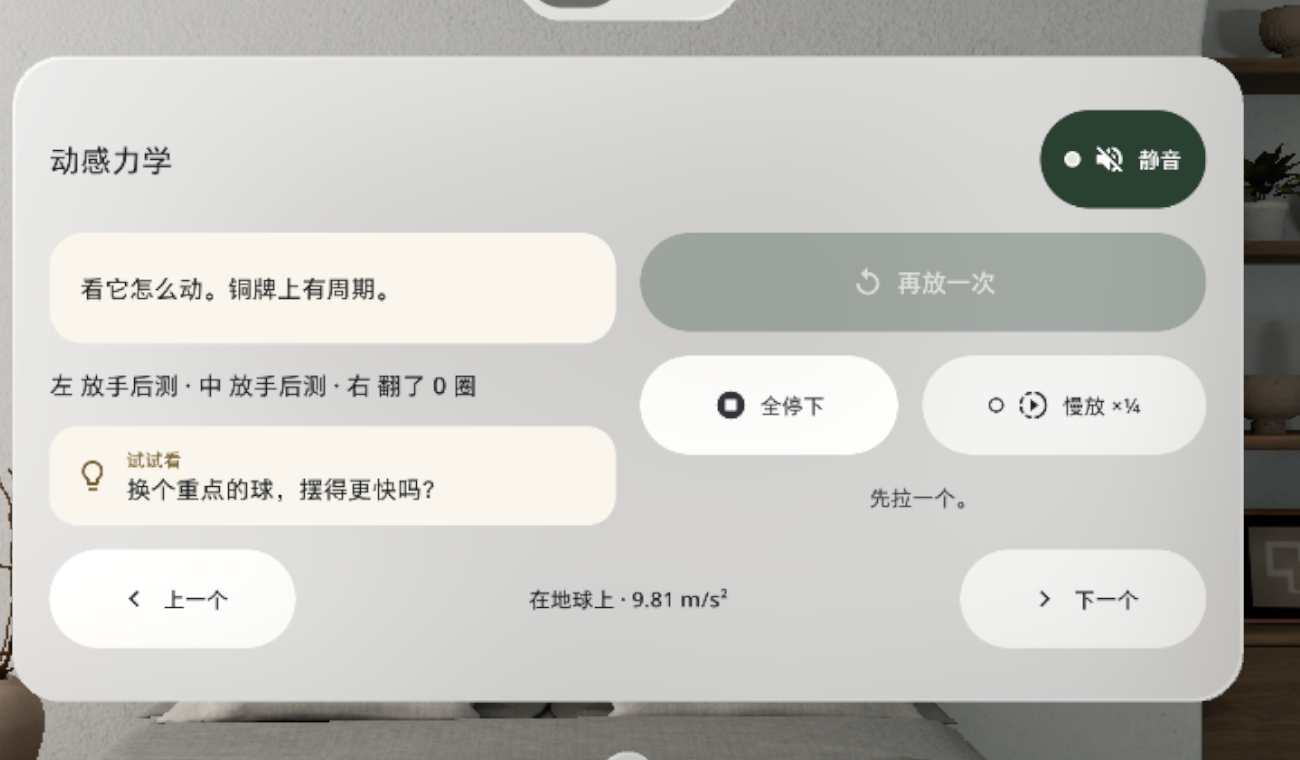 动感力学
静音
看它怎么动。铜牌上有周期。
再放一次
左 放手后测 · 中 放手后测 · 右 翻了 0 圈
全停下
慢放 ×¼
试试看
换个重点的球，摆得更快吗？
先拉一个。
上一个
在地球上 · 9.81 m/s²
下一个